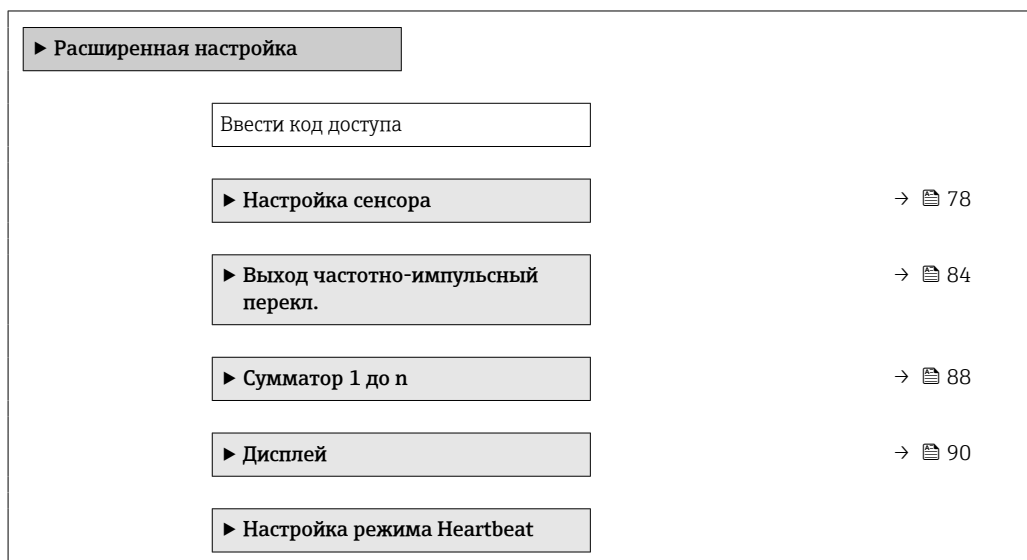 ▶ Расширенная настройка
Ввести код доступа
▶ Настройка сенсора → 78
▶ Выход частотно-импульсный → 84
перекл.
▶ Сумматор 1 до n → 88
▶ Дисплей → 90
▶ Настройка режима Heartbeat